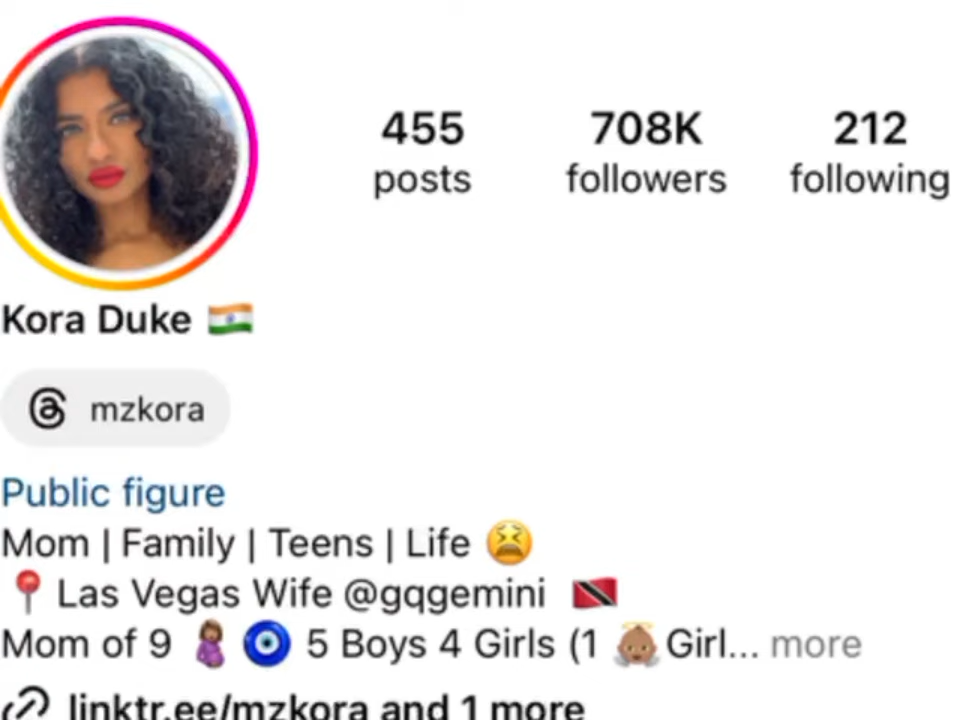 455 708K 212
posts followers following
Kora Duke 🇮🇳
mzkora
Public figure
Mom | Family | Teens | Life 😫
📍 Las Vegas Wife @gqgemini 🇹🇹
Mom of 9 🤰🏽 🧿 5 Boys 4 Girls (1 👼🏽 Girl... more
linktr.ee/mzkora and 1 more